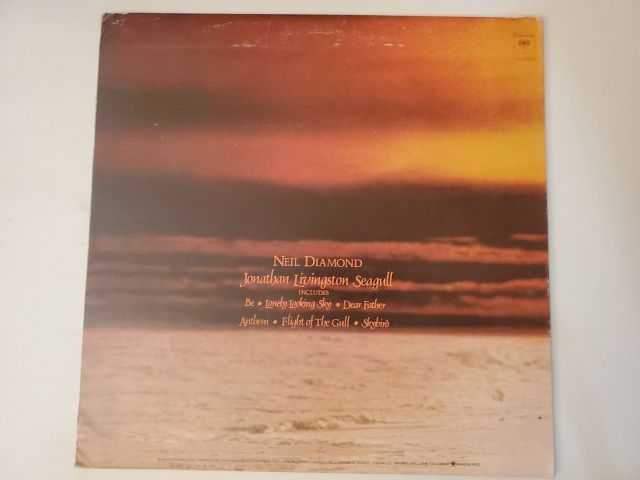 NEIL DIAMOND
Jonathan Livingston Seagull
INCLUDES
Be • Lonely Looking Sky • Dear Father
Anthem • Flight of The Gull • Skybird